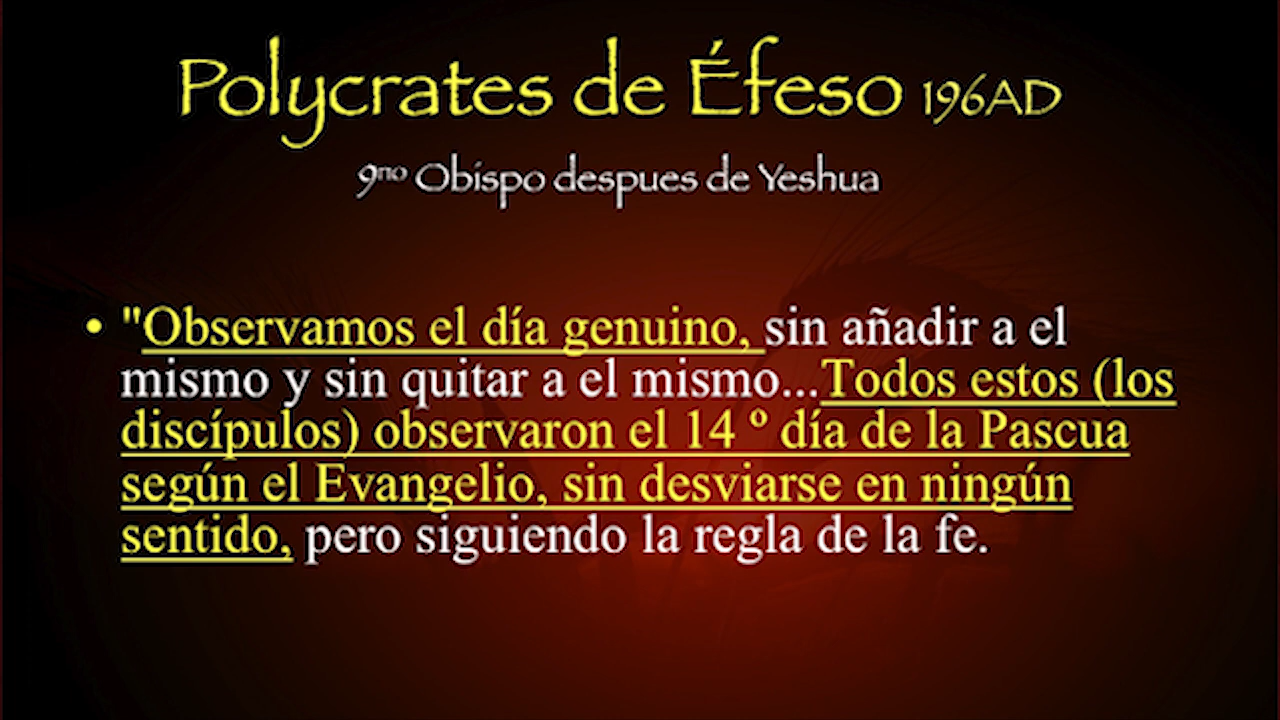 Polycrates de Éfeso 196AD
9no Obispo despues de Yeshua
• "Observamos el día genuino, sin añadir a el
mismo y sin quitar a el mismo...Todos estos (los
discípulos) observaron el 14 º día de la Pascua
según el Evangelio, sin desviarse en ningún
sentido, pero siguiendo la regla de la fe.